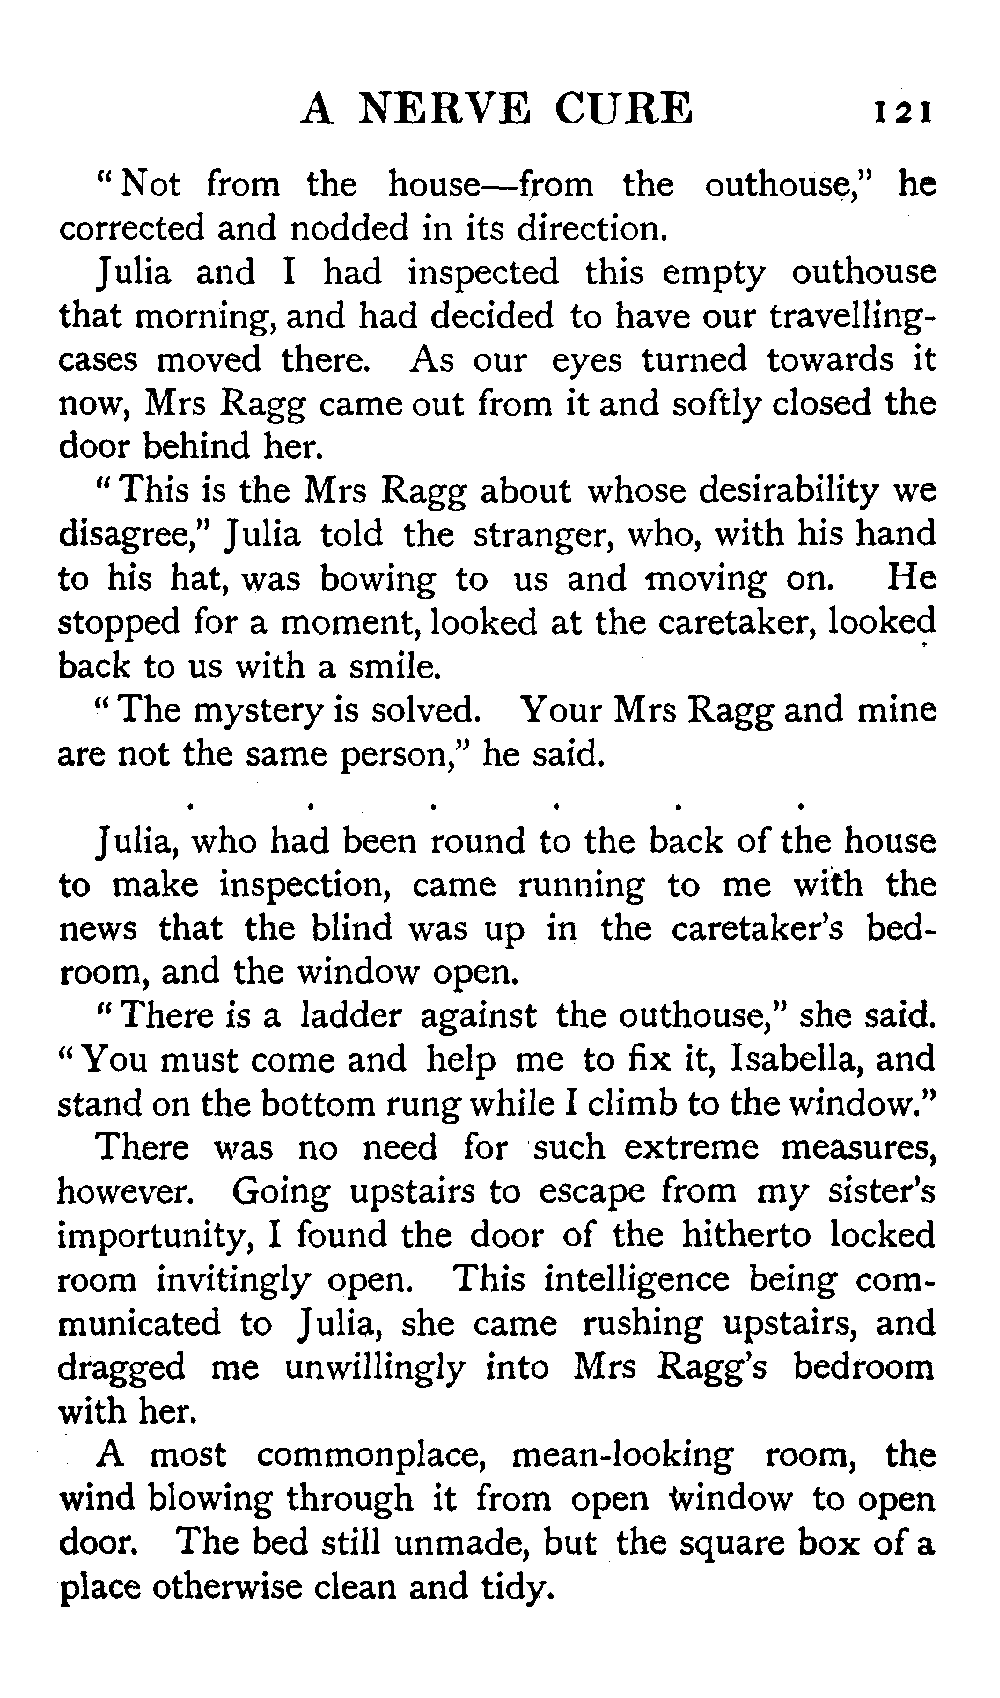 A NERVE CURE 121
"Not from the house—from the outhouse," he
corrected and nodded in its direction.
Julia and I had inspected this empty outhouse
that morning, and had decided to have our travelling-
cases moved there. As our eyes turned towards it
now, Mrs Ragg came out from it and softly closed the
door behind her.
"This is the Mrs Ragg about whose desirability we
disagree," Julia told the stranger, who, with his hand
to his hat, was bowing to us and moving on. He
stopped for a moment, looked at the caretaker, looked
back to us with a smile.
"The mystery is solved. Your Mrs Ragg and mine
are not the same person," he said.
. . . . . .
Julia, who had been round to the back of the house
to make inspection, came running to me with the
news that the blind was up in the caretaker's bed-
room, and the window open.
"There is a ladder against the outhouse," she said.
"You must come and help me to fix it, Isabella, and
stand on the bottom rung while I climb to the window."
There was no need for such extreme measures,
however. Going upstairs to escape from my sister's
importunity, I found the door of the hitherto locked
room invitingly open. This intelligence being com-
municated to Julia, she came rushing upstairs, and
dragged me unwillingly into Mrs Ragg's bedroom
with her.
A most commonplace, mean-looking room, the
wind blowing through it from open window to open
door. The bed still unmade, but the square box of a
place otherwise clean and tidy.